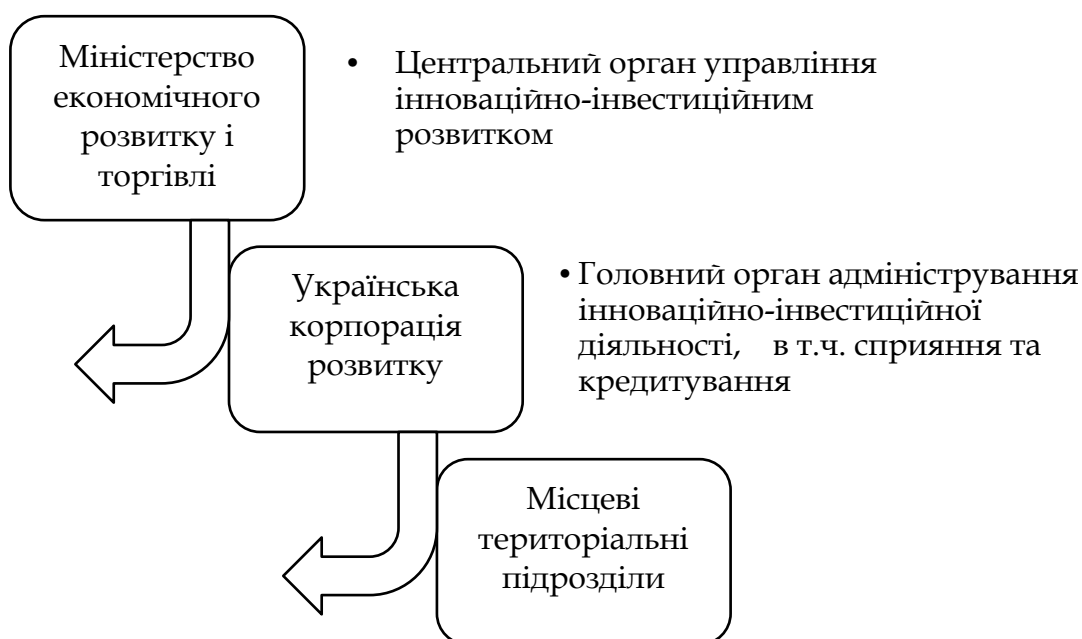 Міністерство
економічного
розвитку і
торгівлі
• Центральний орган управління
інноваційно-інвестиційним
розвитком
Українська
корпорація
розвитку
• Головний орган адміністрування
інноваційно-інвестиційної
діяльності, в т.ч. сприяння та
кредитування
Місцеві
територіальні
підрозділи